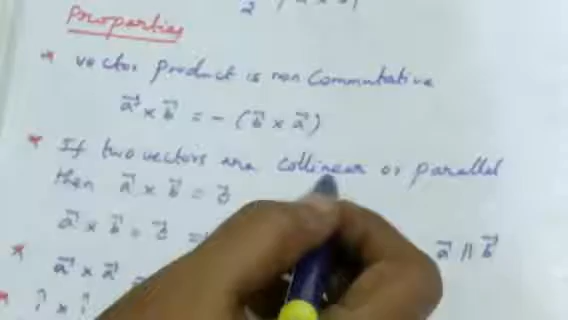 Properties
* vector product is non commutative
a⃗ × b⃗ = - (b⃗ × a⃗)
* If two vectors are collinear or parallel
then a⃗ × b⃗ = 0⃗
a⃗ × b⃗ = 0⃗ a⃗ || b⃗
* a⃗ × a⃗
* î × î